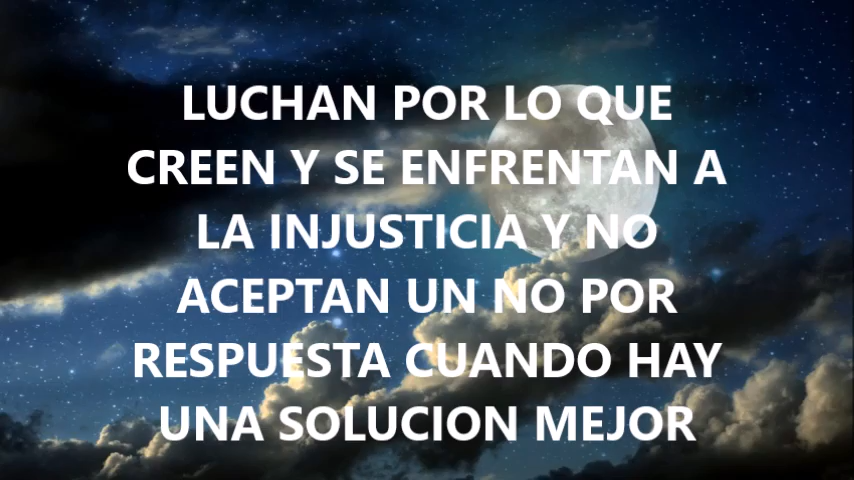 LUCHAN POR LO QUE
CREEN Y SE ENFRENTAN A
LA INJUSTICIA Y NO
ACEPTAN UN NO POR
RESPUESTA CUANDO HAY
UNA SOLUCION MEJOR